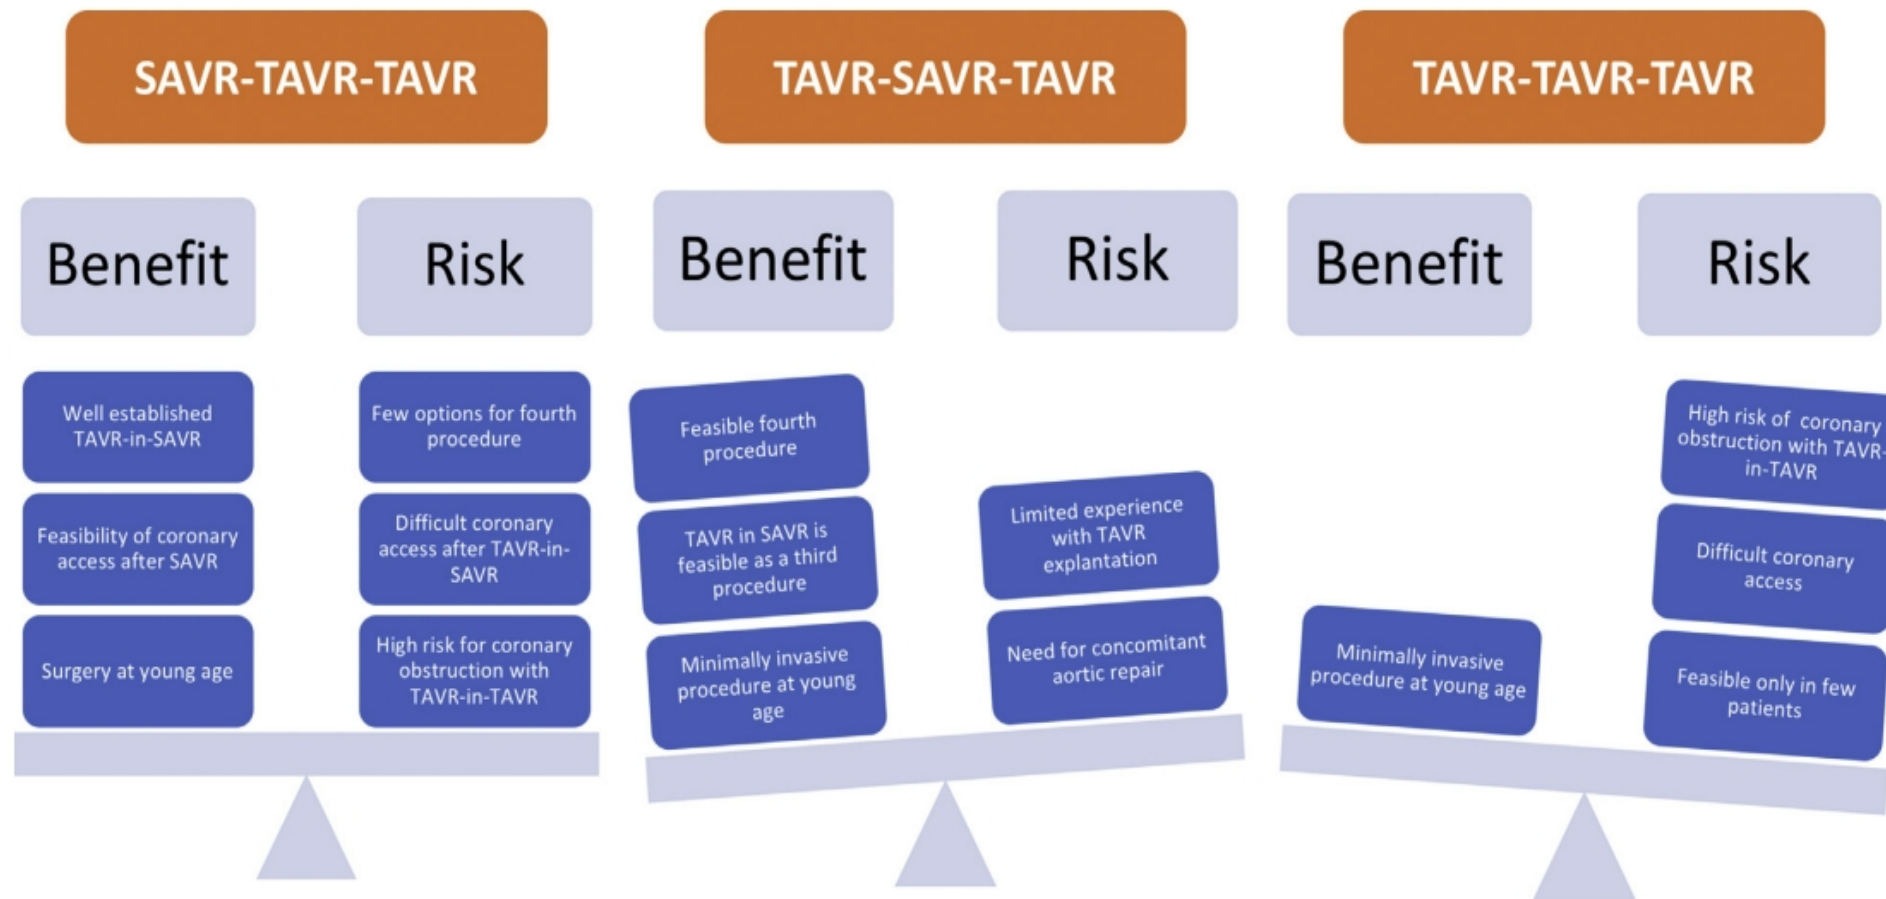 SAVR-TAVR-TAVR
Benefit
Risk
Well established
TAVR-in-SAVR
Feasibility of coronary
access after SAVR
Surgery at young age
Few options for fourth
procedure
Difficult coronary
access after TAVR-in-
SAVR
High risk for coronary
obstruction with
TAVR-in-TAVR
TAVR-SAVR-TAVR
Benefit
Risk
Feasible fourth
procedure
TAVR in SAVR is
feasible as a third
procedure
Minimally invasive
procedure at young
age
Limited experience
with TAVR
explantation
Need for concomitant
aortic repair
TAVR-TAVR-TAVR
Benefit
Risk
Minimally invasive
procedure at young age
High risk of coronary
obstruction with TAVR-
in-TAVR
Difficult coronary
access
Feasible only in few
patients